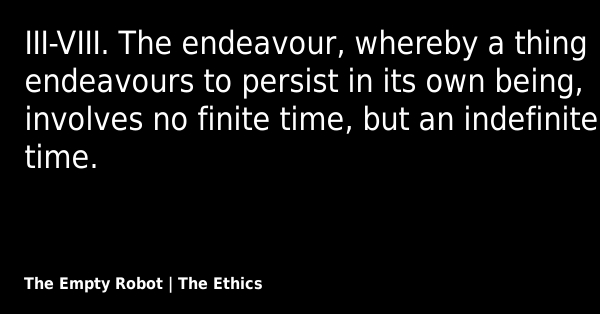 III-VIII. The endeavour, whereby a thing
endeavours to persist in its own being,
involves no finite time, but an indefinite
time.
The Empty Robot | The Ethics